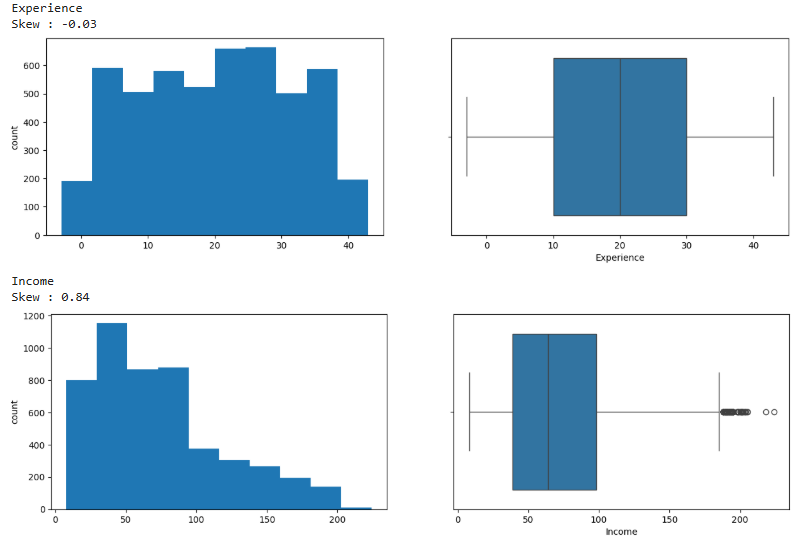 Experience
Skew : -0.03
600
500
400
300
200
100
0
count
0 10 20 30 40
0 10 20 30 40
Experience
Income
Skew : 0.84
1200
1000
800
600
400
200
0
count
0 50 100 150 200
0 50 100 150 200
Income